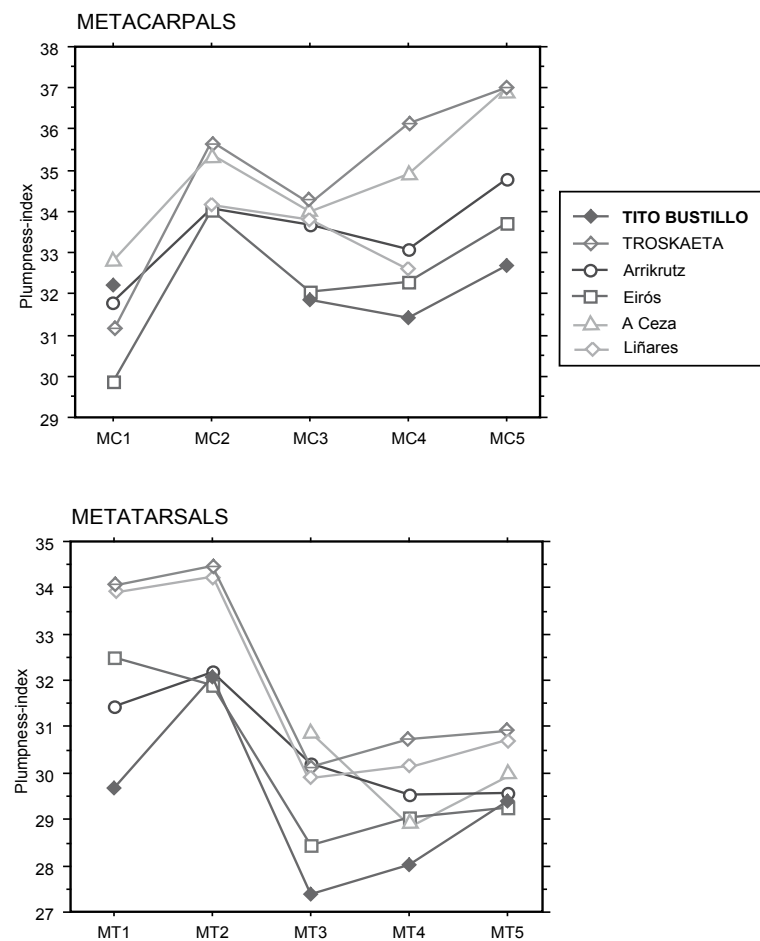 METACARPALS
38
37
36
35
34
33
32
31
30
29
Plumpness-index
MC1 MC2 MC3 MC4 MC5
TITO BUSTILLO
TROSKAETA
Arrikrutz
Eirós
A Ceza
Liñares
METATARSALS
35
34
33
32
31
30
29
28
27
Plumpness-index
MT1 MT2 MT3 MT4 MT5